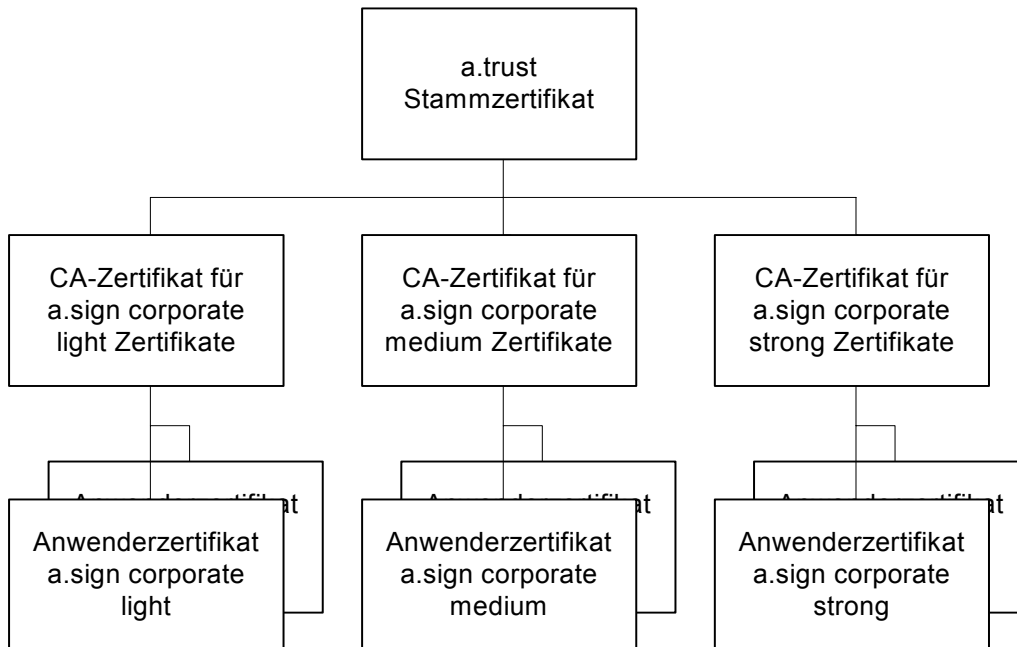 a.trust
Stammzertifikat
CA-Zertifikat für
a.sign corporate
light Zertifikate
CA-Zertifikat für
a.sign corporate
medium Zertifikate
CA-Zertifikat für
a.sign corporate
strong Zertifikate
Anwenderzertifikat
a.sign corporate
light
Anwenderzertifikat
a.sign corporate
medium
Anwenderzertifikat
a.sign corporate
strong